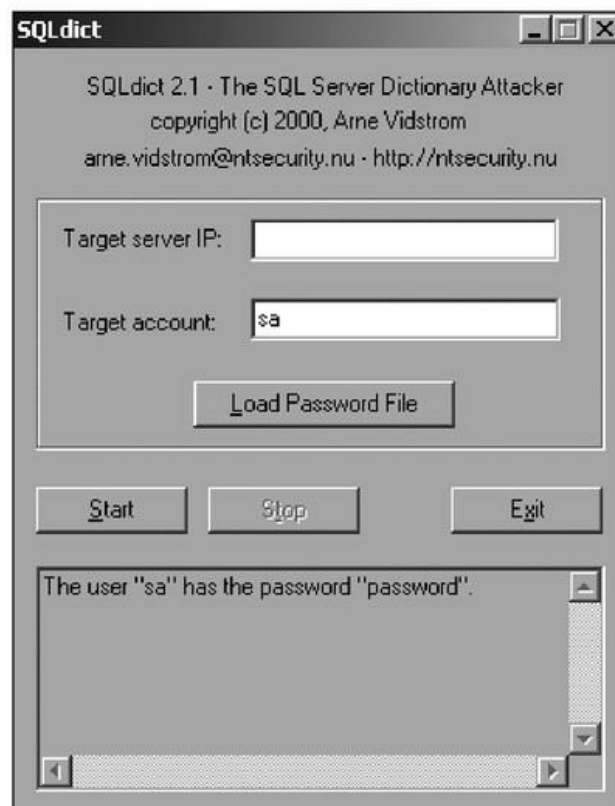 SQLdict
SQLdict 2.1 - The SQL Server Dictionary Attacker
copyright (c) 2000, Arne Vidstrom
arne.vidstrom@ntsecurity.nu - http://ntsecurity.nu
Target server IP:
Target account: sa
Load Password File
Start Stop Exit
The user "sa" has the password "password".